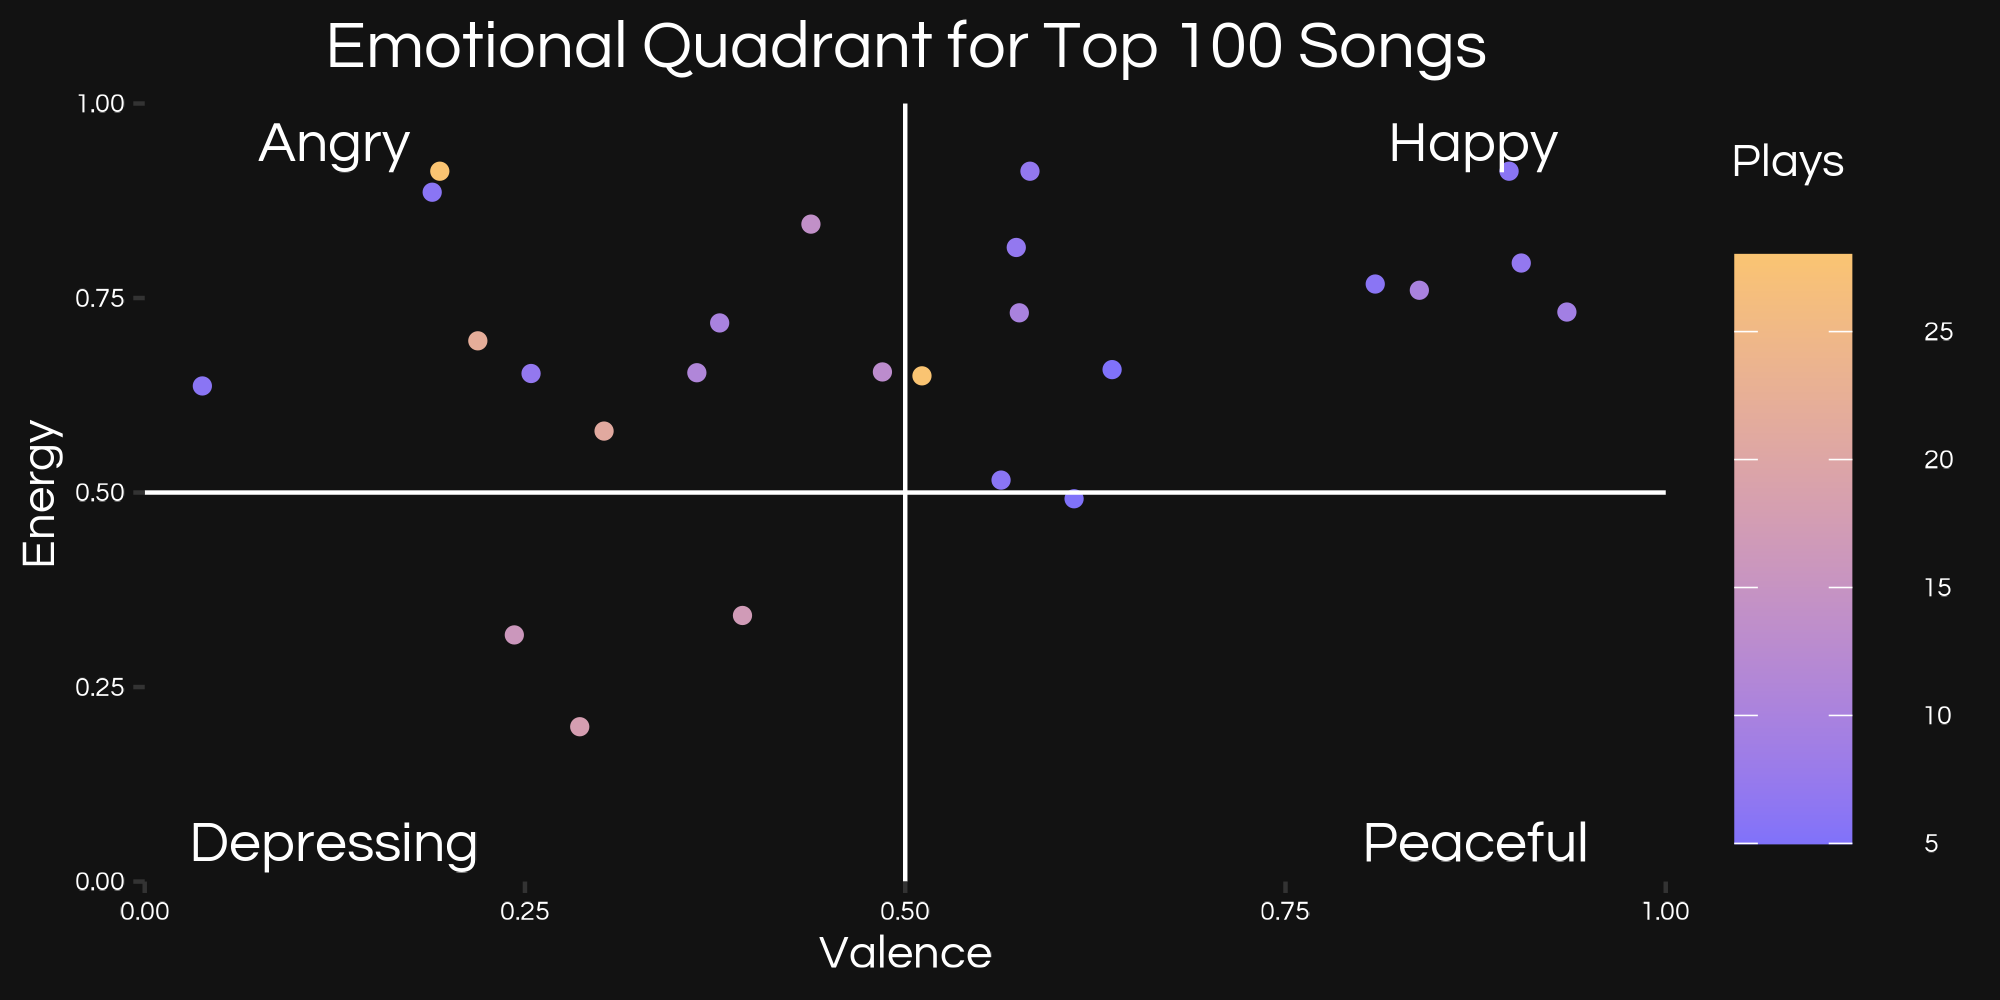 Emotional Quadrant for Top 100 Songs
1.00
Angry
Happy
Plays
0.75
25
20
Energy
0.50
15
0.25
10
Depressing
Peaceful
5
0.00
0.00
0.25
0.50
0.75
1.00
Valence